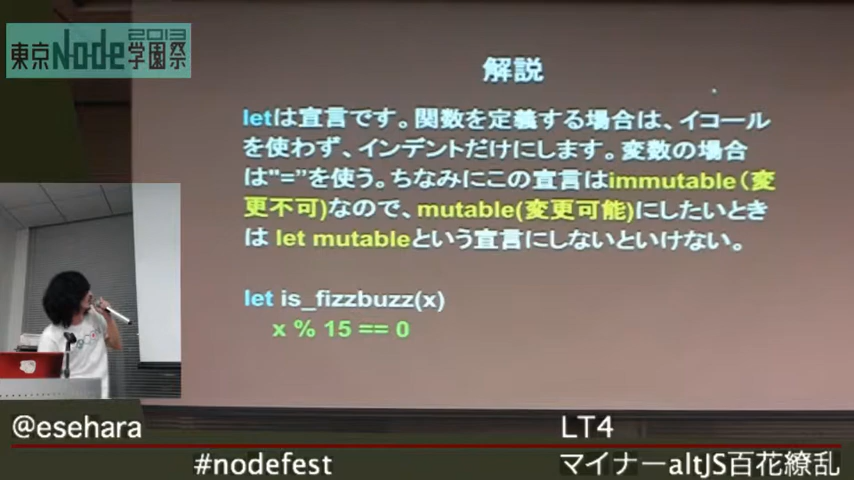 2013
東京Node学園祭
解説
letは宣言です。関数を定義する場合は、イコール
を使わず、インデントだけにします。変数の場合
は"="を使う。ちなみにこの宣言はimmutable(変
更不可)なので、mutable(変更可能)にしたいときは
は let mutableという宣言にしないといけない。
let is_fizzbuzz(x)
x % 15 == 0
@esehara
LT4
#nodefest
マイナーaltJS百花繚乱